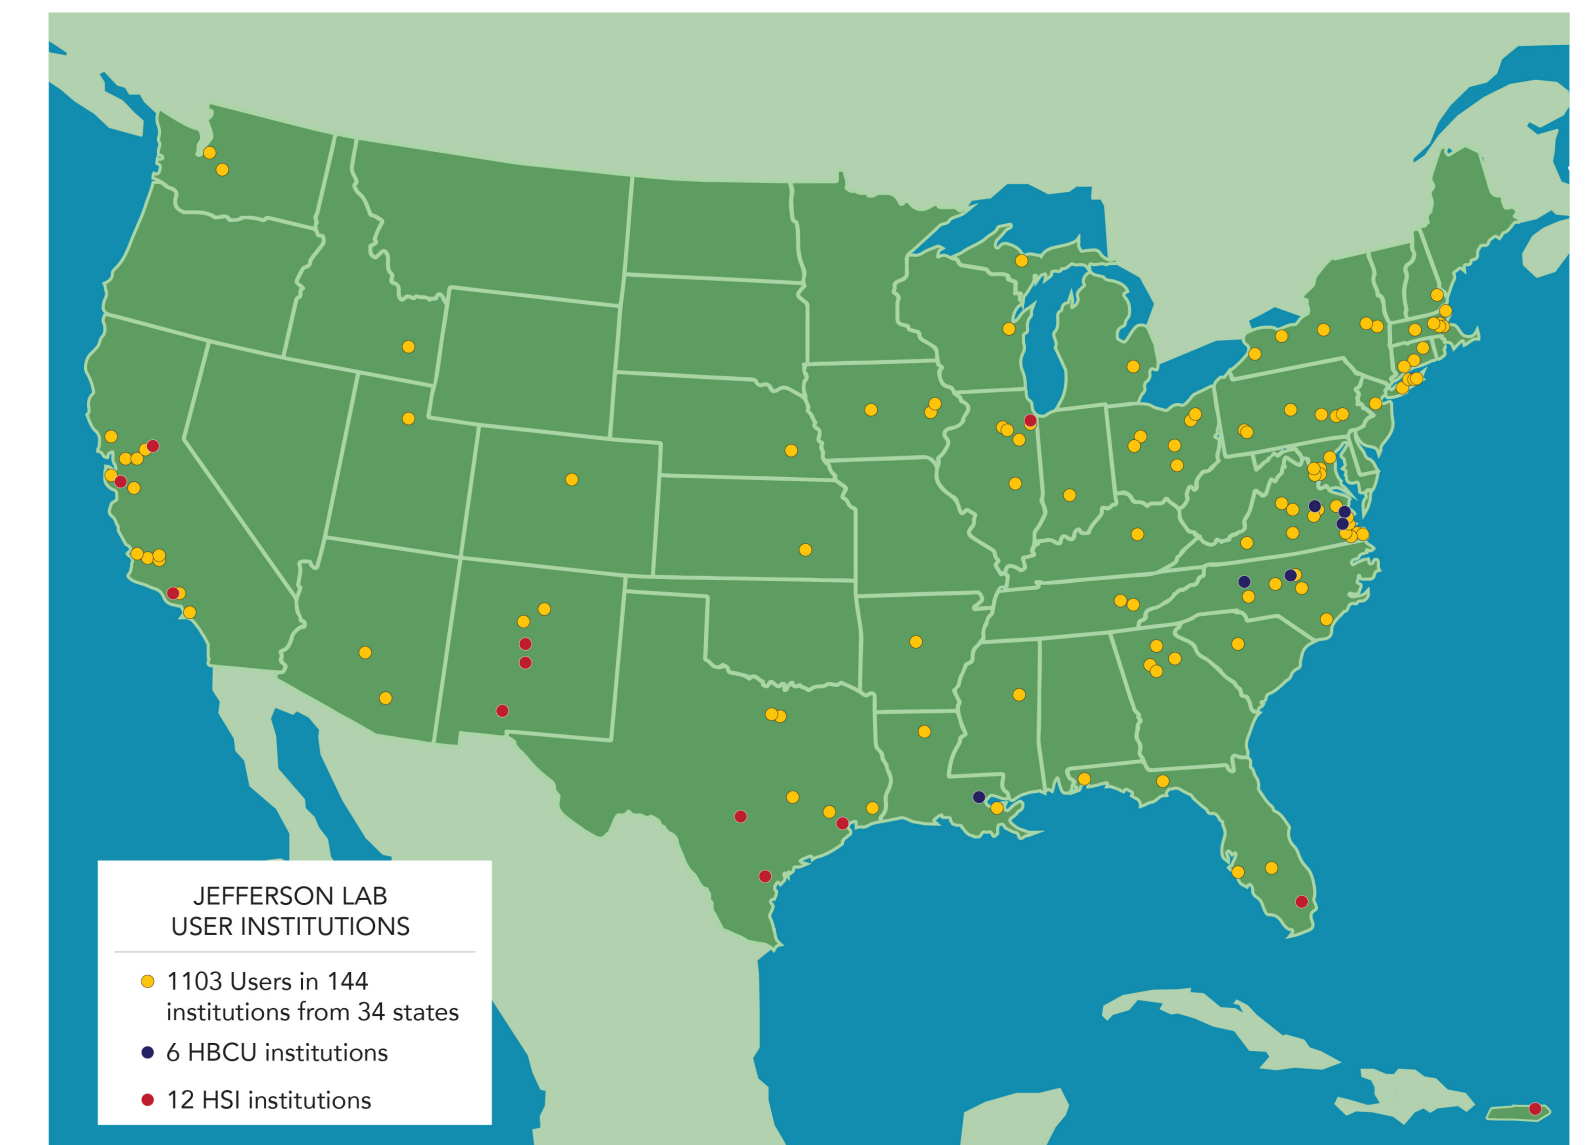 JEFFERSON LAB
USER INSTITUTIONS
1103 Users in 144
institutions from 34 states
6 HBCU institutions
12 HSI institutions